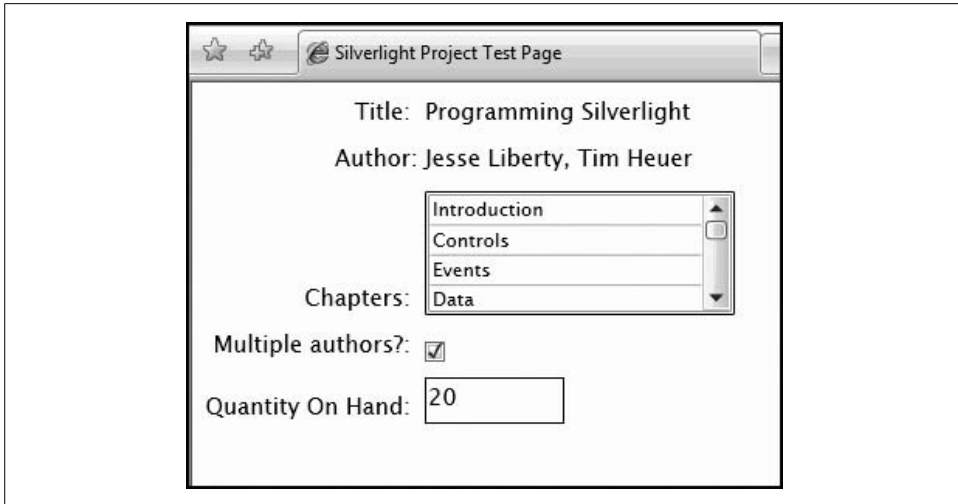 Silverlight Project Test Page
Title: Programming Silverlight
Author: Jesse Liberty, Tim Heuer
Introduction
Controls
Events
Chapters: Data
Multiple authors?:
Quantity On Hand: 20